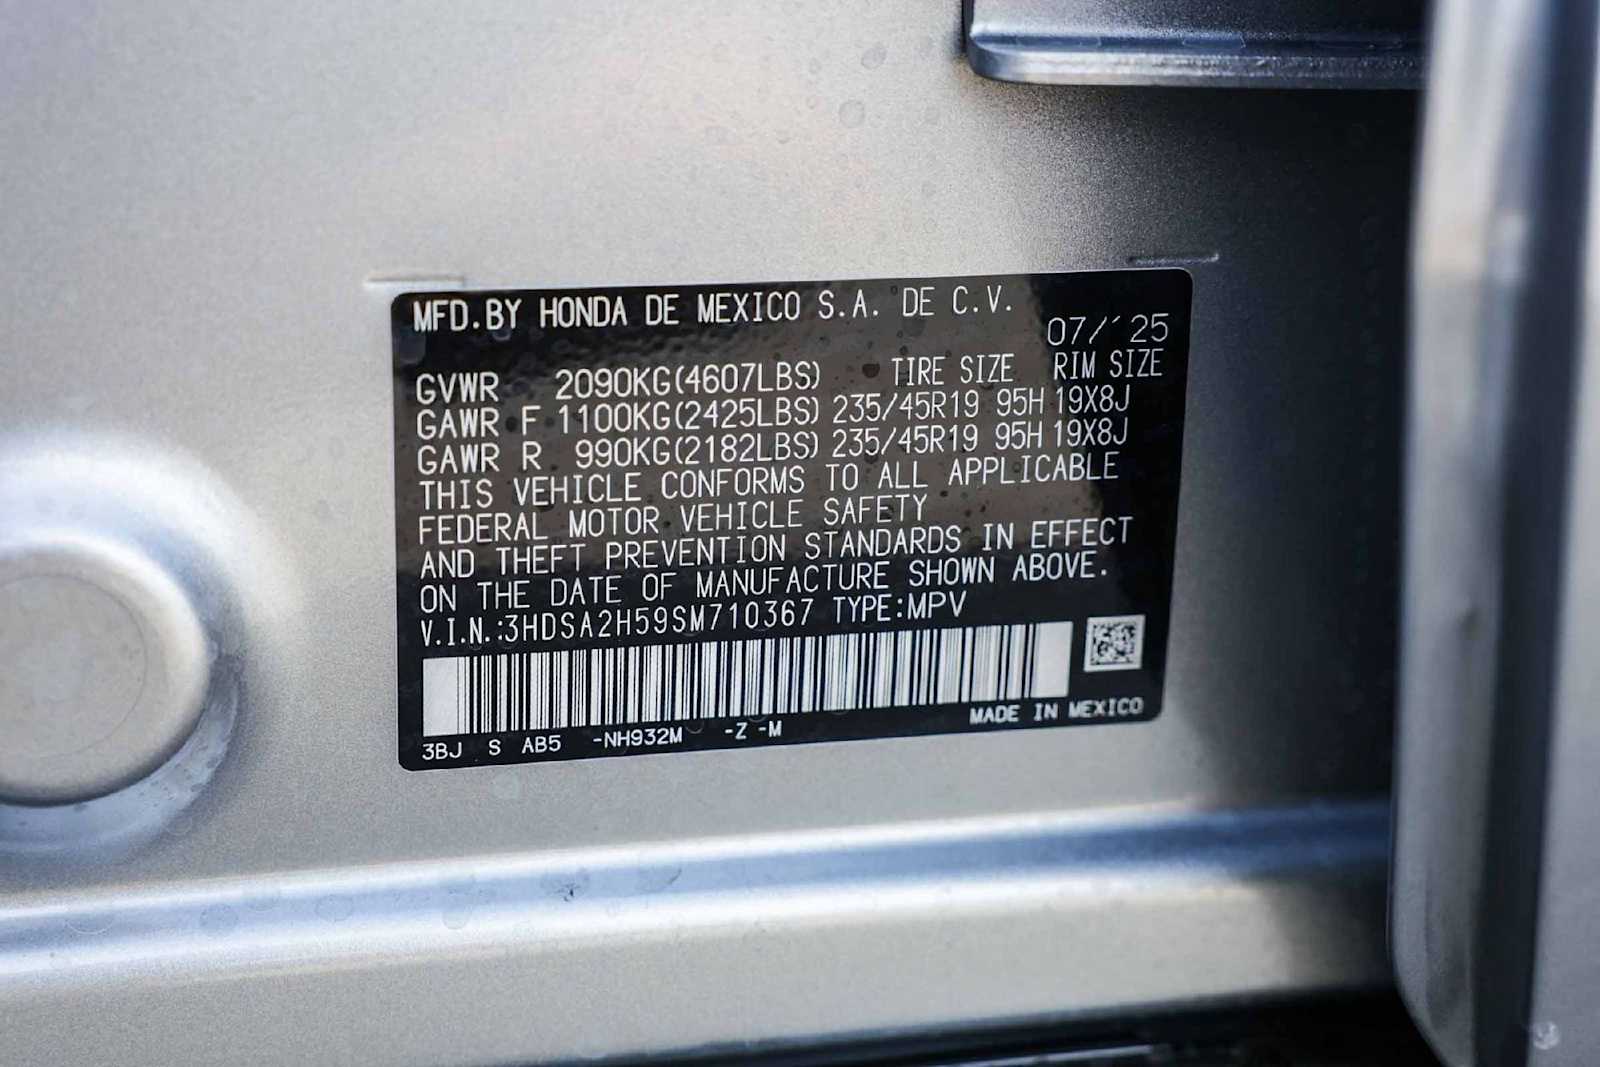 MFD.BY HONDA DE MEXICO S.A. DE C.V.
07/´25
GVWR 2090KG(4607LBS) TIRE SIZE RIM SIZE
GAWR F 1100KG(2425LBS) 235/45R19 95H 19X8J
GAWR R 990KG(2182LBS) 235/45R19 95H 19X8J
THIS VEHICLE CONFORMS TO ALL APPLICABLE
FEDERAL MOTOR VEHICLE SAFETY
AND THEFT PREVENTION STANDARDS IN EFFECT
ON THE DATE OF MANUFACTURE SHOWN ABOVE.
V.I.N.:3HDSA2H59SM710367 TYPE:MPV
3BJ S AB5 -NH932M -Z -M MADE IN MEXICO